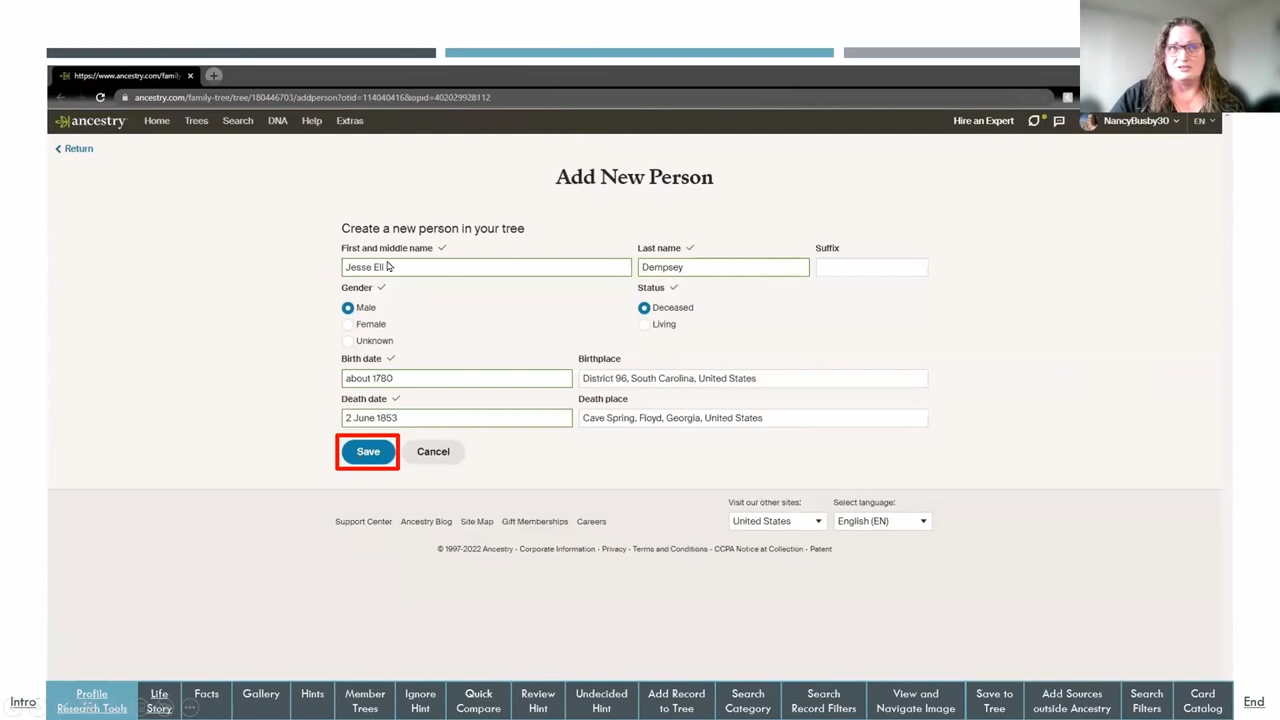 https://www.ancestry.com/famil
ancestry.com/family-tree/tree/180446703/addperson?otid=114040416&opid=402029928112
ancestry Home Trees Search DNA Help Extras Hire an Expert NancyBusby30 EN
Return
Add New Person
Create a new person in your tree
First and middle name Last name Suffix
Jesse Eli Dempsey
Gender Status
Male Deceased
Female Living
Unknown
Birth date Birthplace
about 1780 District 96, South Carolina, United States
Death date Death place
2 June 1853 Cave Spring, Floyd, Georgia, United States
Save Cancel
Visit our other sites: Select language:
Support Center Ancestry Blog Site Map Gift Memberships Careers United States English (EN)
© 1997-2022 Ancestry - Corporate Information - Privacy - Terms and Conditions - CCPA Notice at Collection - Patent
Intro
Profile Research Tools
Life Story
Facts
Gallery
Hints
Member Trees
Ignore Hint
Quick Compare
Review Hint
Undecided Hint
Add Record to Tree
Search Category
Search Record Filters
View and Navigate Image
Save to Tree
Add Sources outside Ancestry
Search Filters
Card Catalog
End